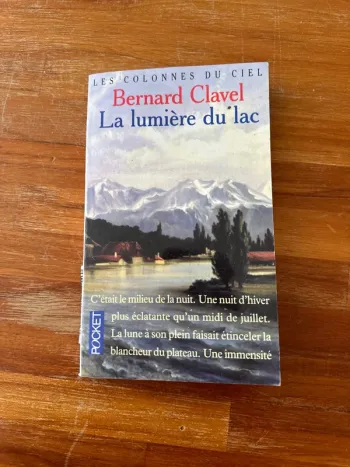 LES COLONNES DU CIEL
Bernard Clavel
La lumière du lac
C'était le milieu de la nuit. Une nuit d'hiver
plus éclatante qu'un midi de juillet.
La lune à son plein faisait étinceler la
blancheur du plateau. Une immensité
POCKET